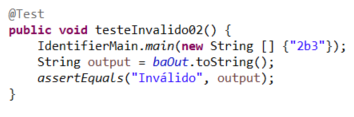 @Test
public void testeInvalido02() {
    IdentifierMain.main(new String [] {"2b3"});
    String output = baOut.toString();
    assertEquals("Inválido", output);
}